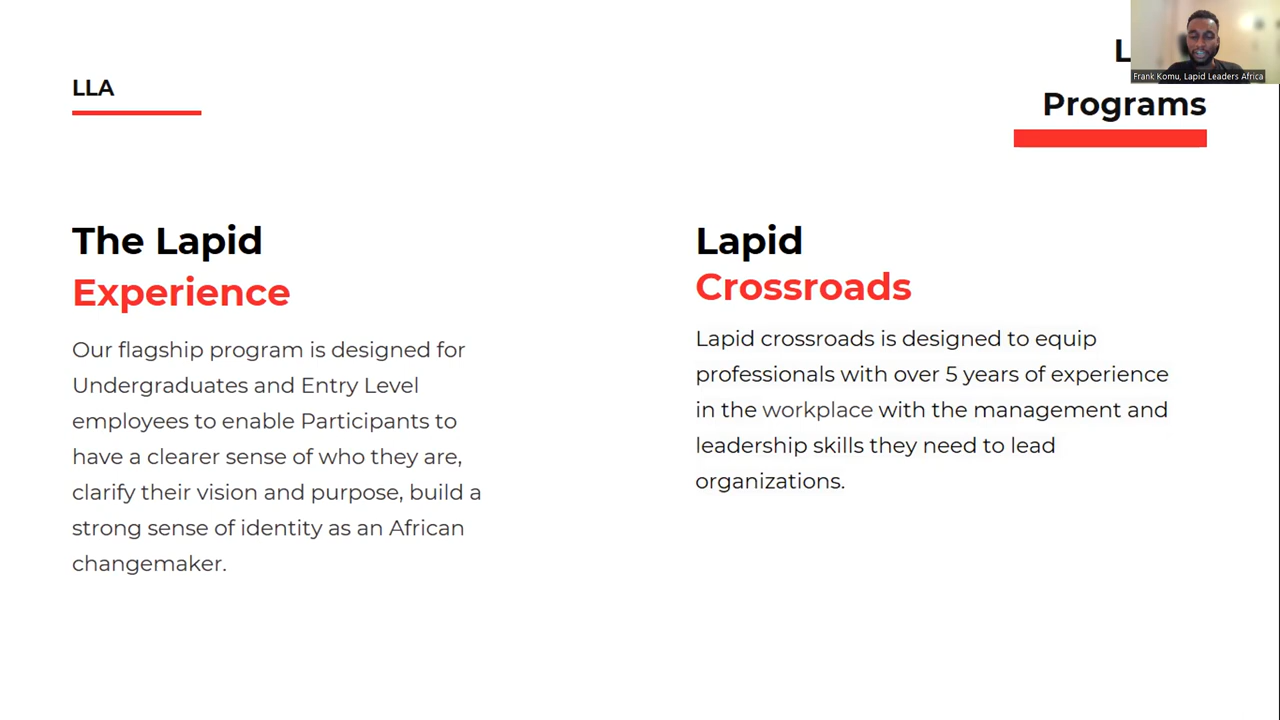 LLA
L
Programs
Frank Komu, Lapid Leaders Africa
The Lapid
Experience
Our flagship program is designed for
Undergraduates and Entry Level
employees to enable Participants to
have a clearer sense of who they are,
clarify their vision and purpose, build a
strong sense of identity as an African
changemaker.
Lapid
Crossroads
Lapid crossroads is designed to equip
professionals with over 5 years of experience
in the workplace with the management and
leadership skills they need to lead
organizations.